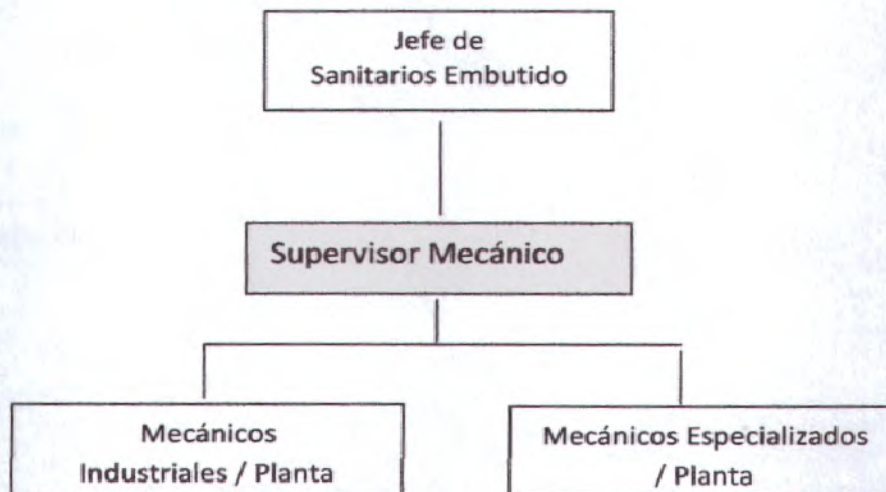 Jefe de
Sanitarios Embutido
Supervisor Mecánico
Mecánicos
Industriales / Planta
Mecánicos Especializados
/ Planta